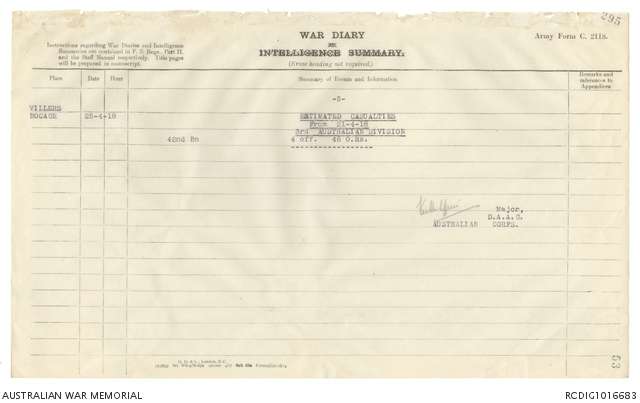 295
WAR DIARY
OR
INTELLIGENCE SUMMARY.
(Erase heading not required.)
Army Form C. 2118.
Instructions regarding War Diaries and Intelligence
Summaries are contained in F. S. Regs., Part II.
and the Staff Manual respectively. Title pages
will be prepared in manuscript.
Place Date Hour Summary of Events and Information Remarks and
references to
Appendices
VILLERS
BOCAGE 25-4-18
ESTIMATED CASUALTIES
From 21-4-18
3rd AUSTRALIAN DIVISION
42nd Bn 4 off. 48 O.Rs.
Major,
D.A.A.G.
AUSTRALIAN CORPS.
53
AUSTRALIAN WAR MEMORIAL
RCDIG1016683